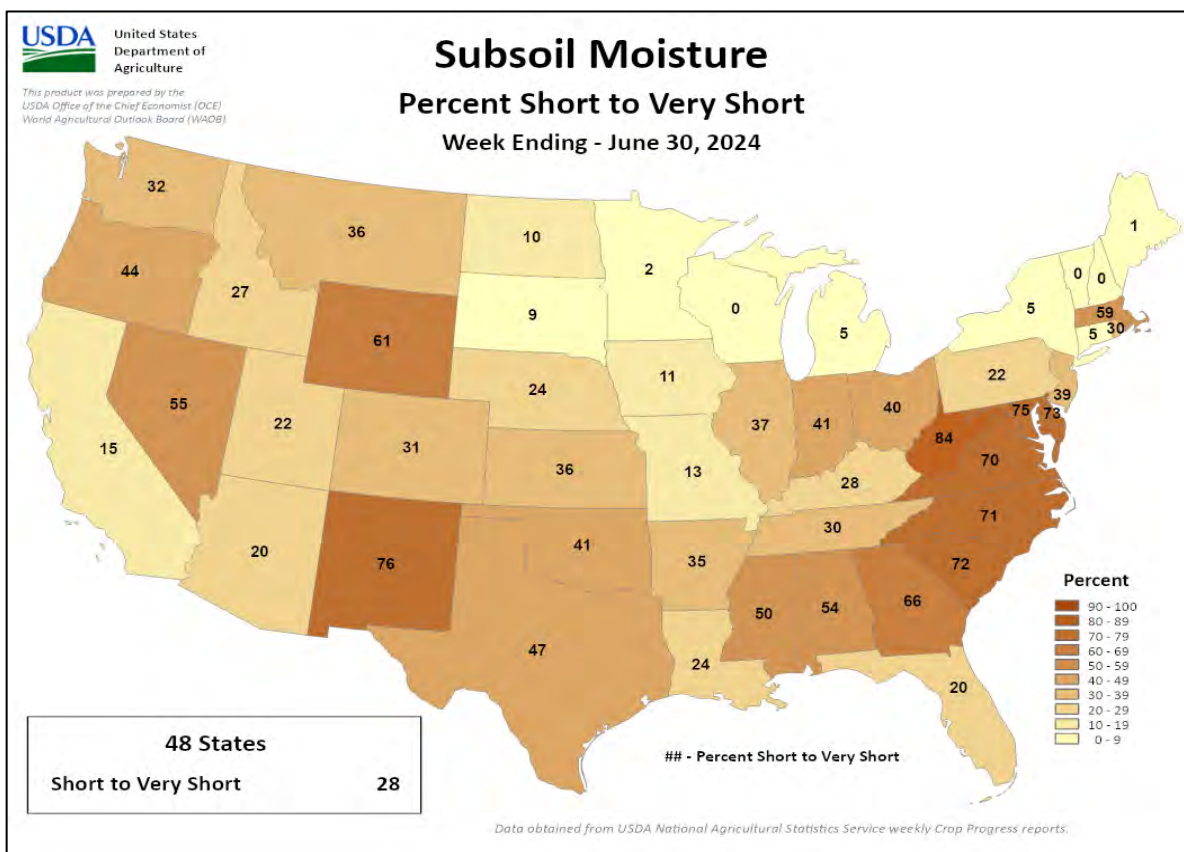 USDA
United States
Department of
Agriculture
This product was prepared by the
USDA Office of the Chief Economist (OCE)
World Agricultural Outlook Board (WAOB)
Subsoil Moisture
Percent Short to Very Short
Week Ending - June 30, 2024
32
36
10
2
1
44
27
9
0
5
0
0
5
59
5
30
61
24
11
22
39
55
22
31
37
41
40
75
73
15
36
13
84
70
28
20
76
41
35
30
71
72
47
50
54
66
24
20
Percent
90 - 100
80 - 89
70 - 79
60 - 69
50 - 59
40 - 49
30 - 39
20 - 29
10 - 19
0 - 9
48 States
Short to Very Short 28
## - Percent Short to Very Short
Data obtained from USDA National Agricultural Statistics Service weekly Crop Progress reports.